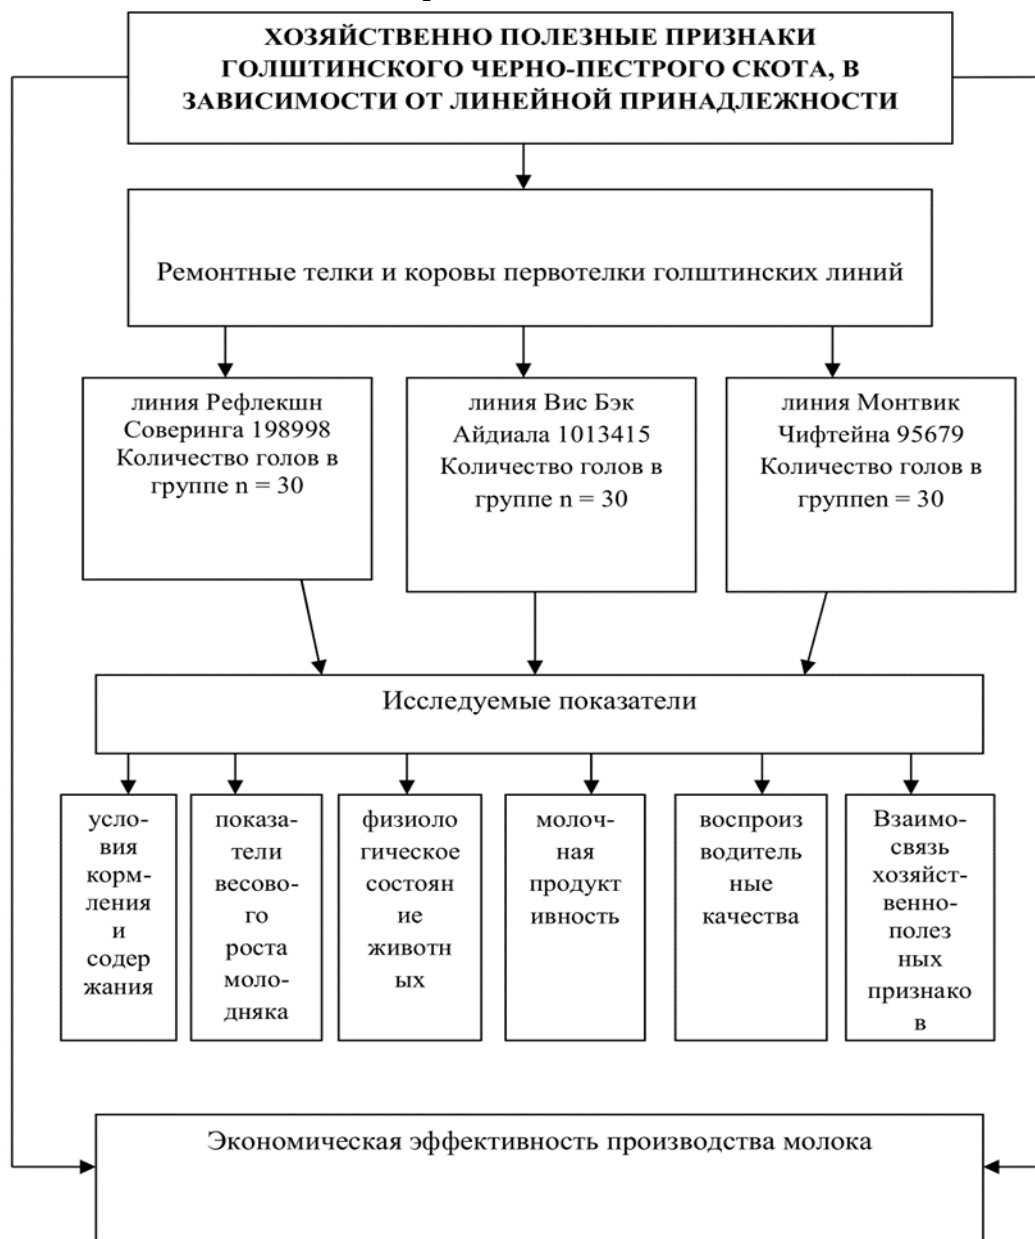 ХОЗЯЙСТВЕННО ПОЛЕЗНЫЕ ПРИЗНАКИ
ГОЛШТИНСКОГО ЧЕРНО-ПЕСТРОГО СКОТА, В
ЗАВИСИМОСТИ ОТ ЛИНЕЙНОЙ ПРИНАДЛЕЖНОСТИ
Ремонтные телки и коровы первотелки голштинских линий
линия Рефлекшн
Соверинга 198998
Количество голов в
группе n = 30
линия Вис Бэк
Айдиала 1013415
Количество голов в
группе n = 30
линия Монтвик
Чифтейна 95679
Количество голов в
группеn = 30
Исследуемые показатели
усло-
вия
корм-
ления
и
содер
жания
показа-
тели
весово-
го
роста
моло-
дняка
физиоло
гическое
состоян
ие
животн
ых
молоч-
ная
продукт
ивность
воспроиз
водитель
ные
качества
Взаимо-
связь
хозяйст-
венно-
полез
ных
признако
в
Экономическая эффективность производства молока